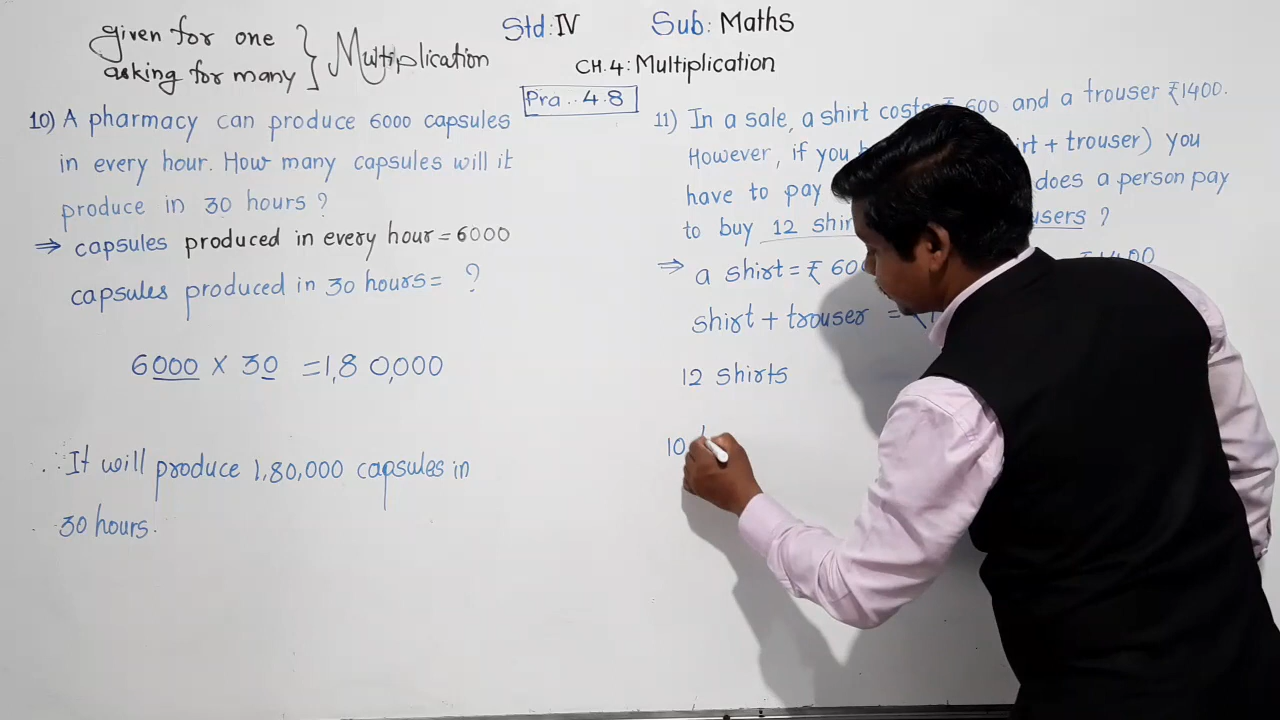 given for one
asking for many } Multiplication
Std: IV Sub: Maths
CH.4: Multiplication
Pra.. 4.8
10) A pharmacy can produce 6000 capsules
in every hour. How many capsules will it
produce in 30 hours ?
⇒ capsules produced in every hour = 6000
capsules produced in 30 hours = ?
6000 × 30 = 1,8 0,000
∴ It will produce 1,80,000 capsules in
30 hours.
11) In a sale, a shirt costs ₹ 600 and a trouser ₹1400.
However, if you + trouser) you
have to pay does a person pay
to buy 12 ?
⇒ a shirt = ₹
shirt + trouser =
12 shirts
10